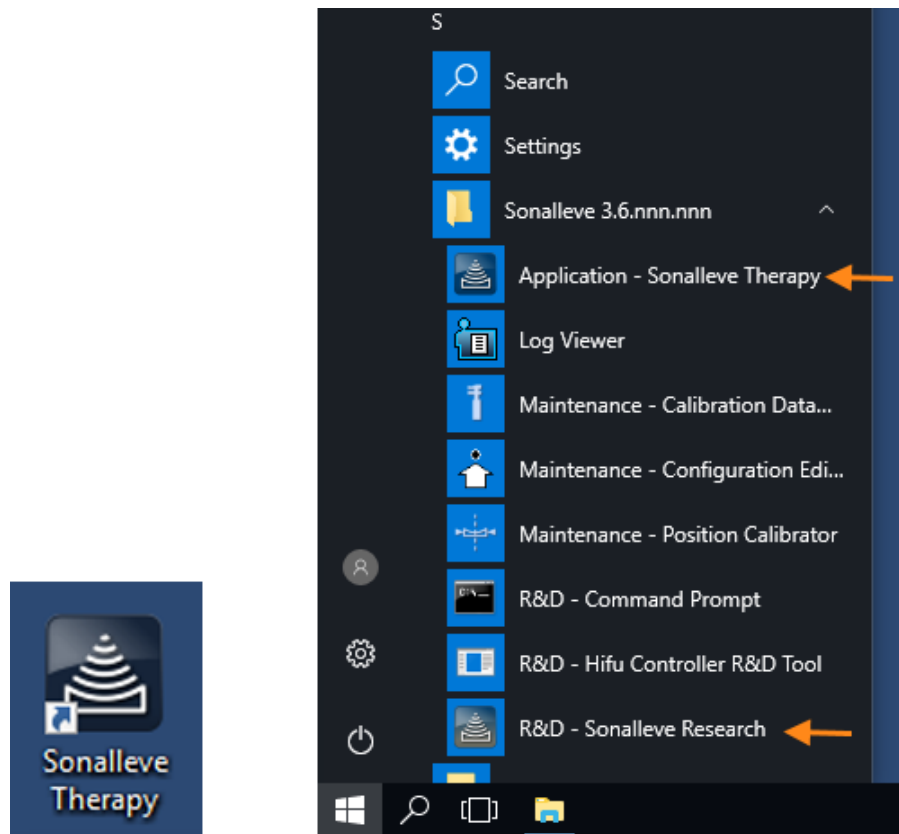 S
Search
Settings
Sonalleve 3.6.nnn.nnn
Application - Sonalleve Therapy
Log Viewer
Maintenance - Calibration Data...
Maintenance - Configuration Edi...
Maintenance - Position Calibrator
R&D - Command Prompt
R&D - Hifu Controller R&D Tool
R&D - Sonalleve Research
Sonalleve
Therapy